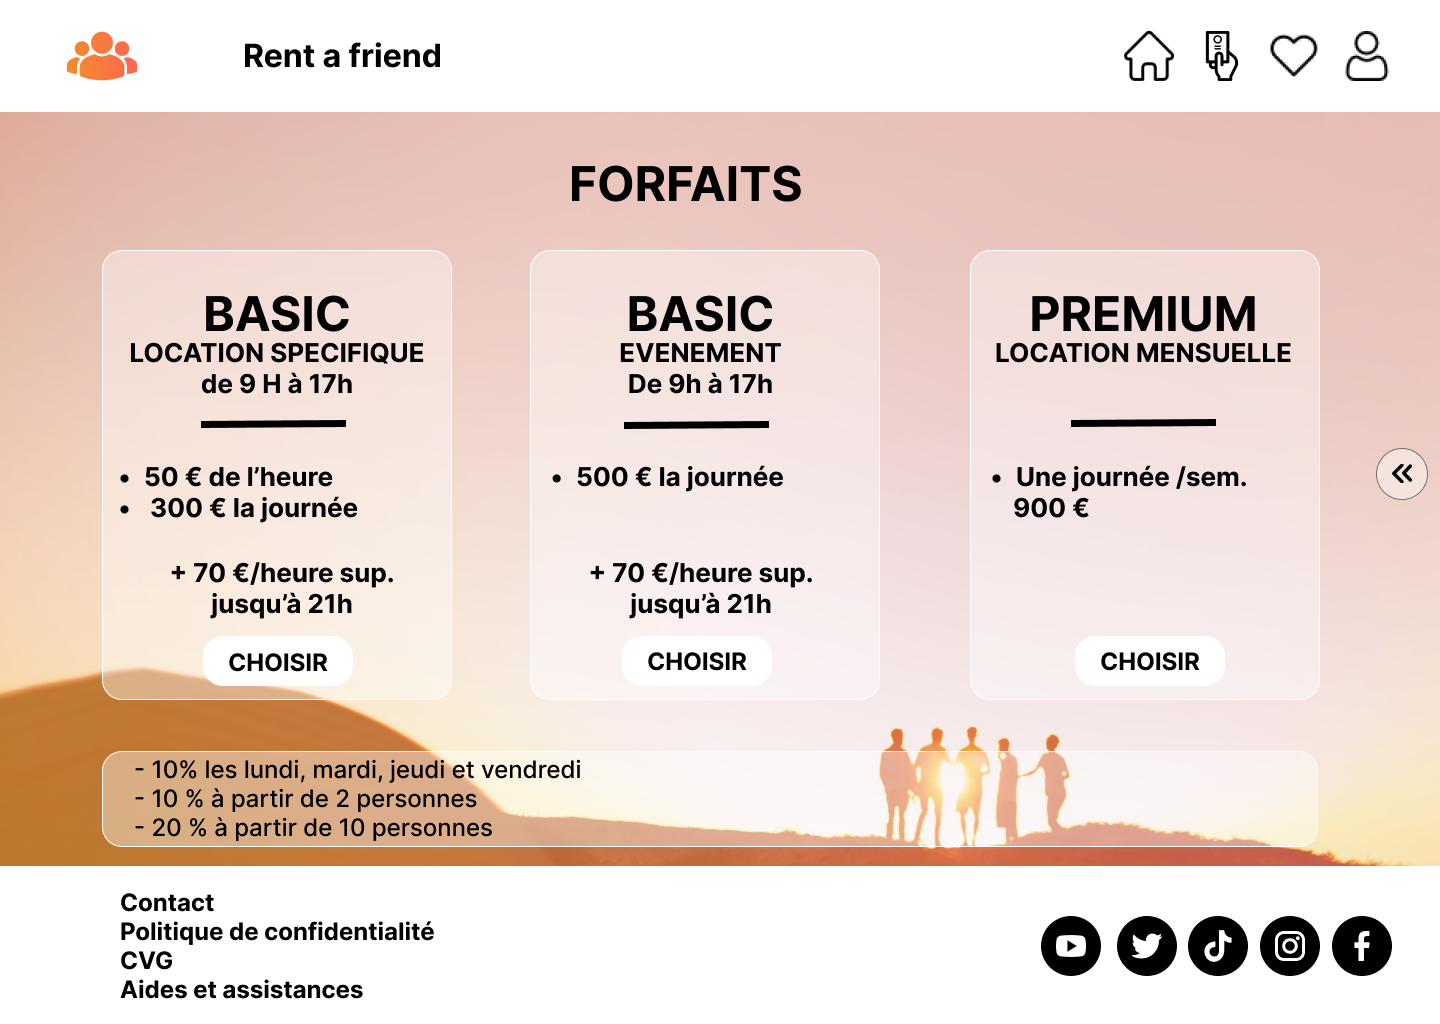 Rent a friend
FORFAITS
BASIC
LOCATION SPECIFIQUE
de 9 H à 17h
• 50 € de l’heure
• 300 € la journée
+ 70 €/heure sup.
jusqu’à 21h
CHOISIR
BASIC
EVENEMENT
De 9h à 17h
• 500 € la journée
+ 70 €/heure sup.
jusqu’à 21h
CHOISIR
PREMIUM
LOCATION MENSUELLE
• Une journée /sem.
900 €
CHOISIR
- 10% les lundi, mardi, jeudi et vendredi
- 10 % à partir de 2 personnes
- 20 % à partir de 10 personnes
Contact
Politique de confidentialité
CVG
Aides et assistances